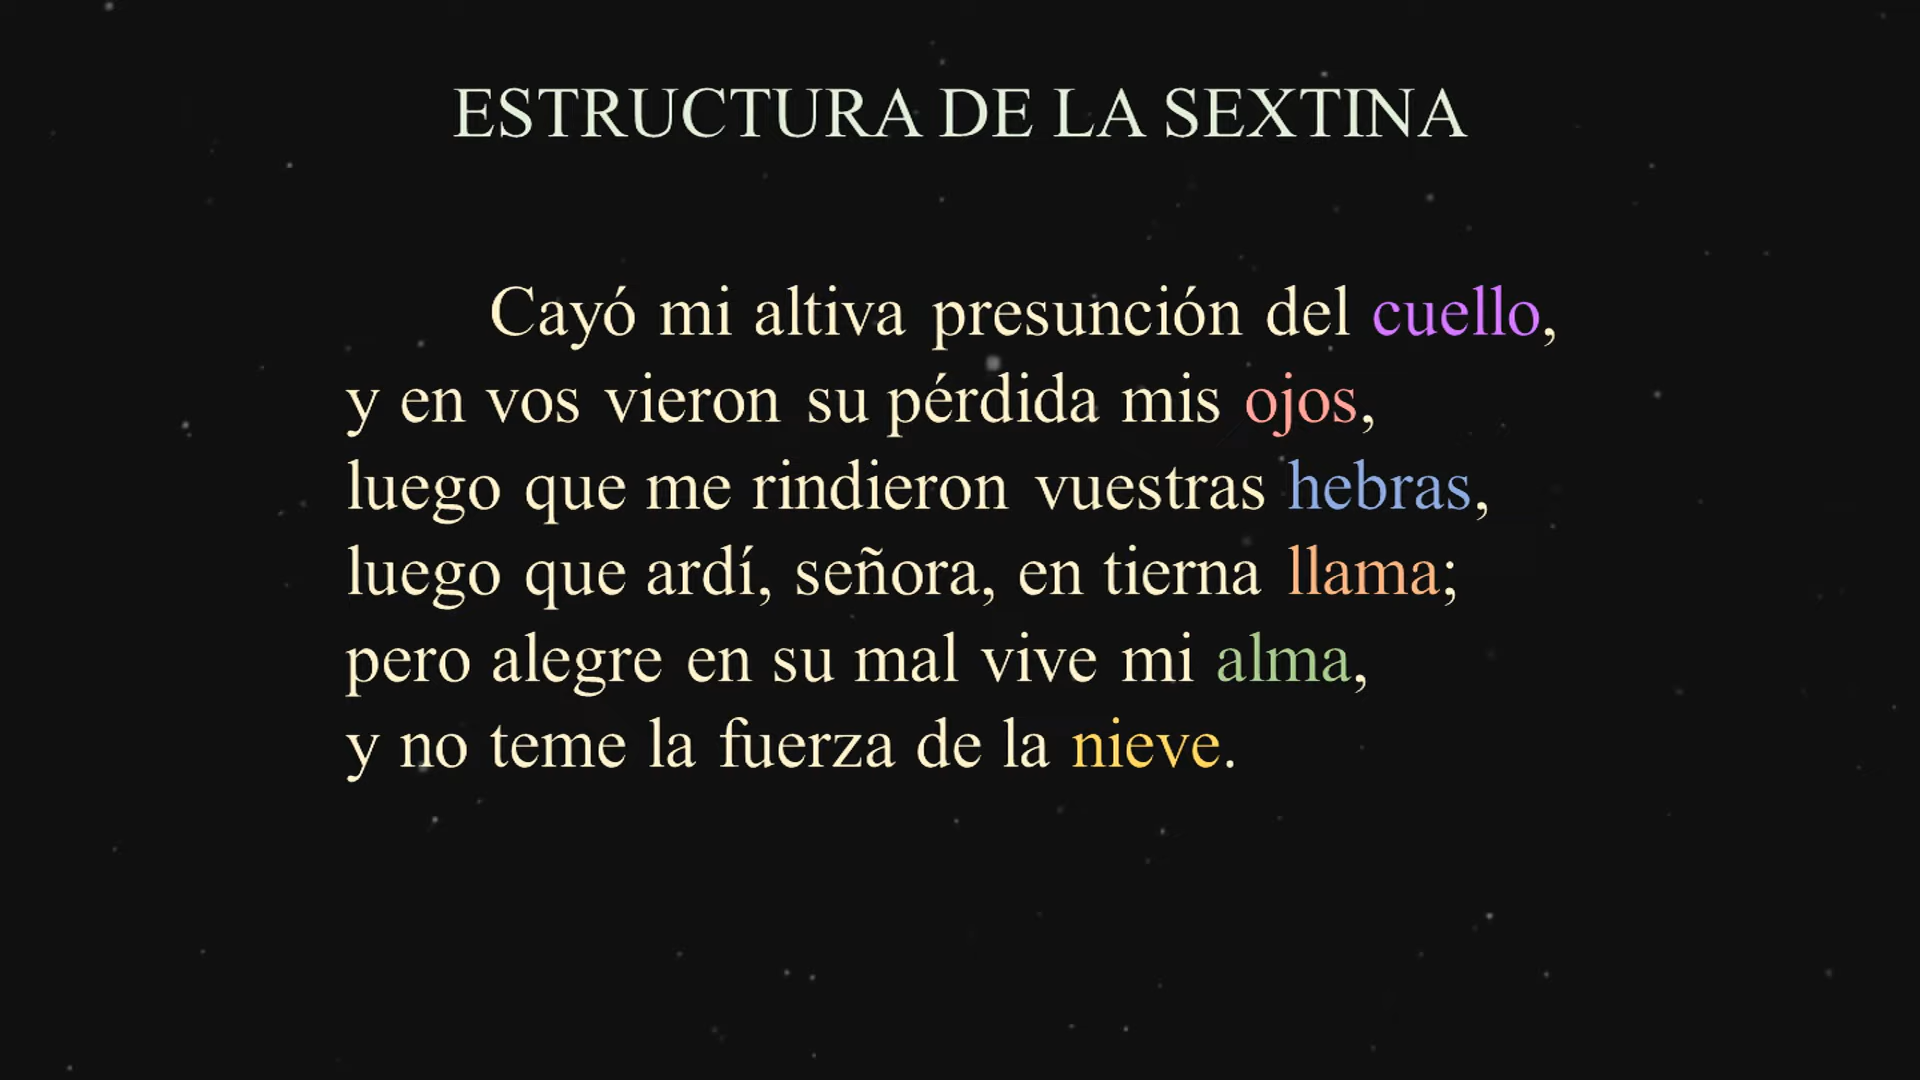 ESTRUCTURA DE LA SEXTINA
Cayó mi altiva presunción del cuello,
y en vos vieron su pérdida mis ojos,
luego que me rindieron vuestras hebras,
luego que ardí, señora, en tierna llama;
pero alegre en su mal vive mi alma,
y no teme la fuerza de la nieve.